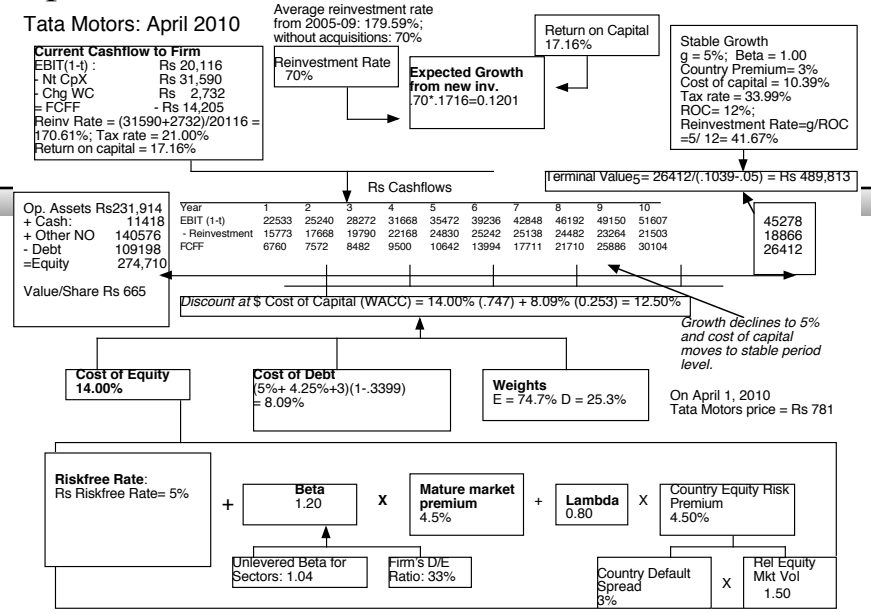 Tata Motors: April 2010
Average reinvestment rate
from 2005-09: 179.59%;
without acquisitions: 70%
Current Cashflow to Firm
EBIT(1-t) : Rs 20,116
- Nt CpX Rs 31,590
- Chg WC Rs 2,732
= FCFF - Rs 14,205
Reinv Rate = (31590+2732)/20116 =
170.61%; Tax rate = 21.00%
Return on capital = 17.16%
Reinvestment Rate
70%
Expected Growth
from new inv.
.70*.1716=0.1201
Return on Capital
17.16%
Stable Growth
g = 5%; Beta = 1.00
Country Premium= 3%
Cost of capital = 10.39%
Tax rate = 33.99%
ROC= 12%;
Reinvestment Rate=g/ROC
=5/ 12= 41.67%
Terminal Value5= 26412/(.1039-.05) = Rs 489,813
Rs Cashflows
Op. Assets Rs231,914
+ Cash: 11418
+ Other NO 140576
- Debt 109198
=Equity 274,710
Value/Share Rs 665
Year 1 2 3 4 5 6 7 8 9 10
EBIT (1-t) 22533 25240 28272 31668 35472 39236 42848 46192 49150 51607
- Reinvestment 15773 17668 19790 22168 24830 25242 25138 24482 23264 21503
FCFF 6760 7572 8482 9500 10642 13994 17711 21710 25886 30104
45278
18866
26412
Discount at $ Cost of Capital (WACC) = 14.00% (.747) + 8.09% (0.253) = 12.50%
Growth declines to 5%
and cost of capital
moves to stable period
level.
Cost of Equity
14.00%
Cost of Debt
(5%+ 4.25%+3)(1-.3399)
= 8.09%
Weights
E = 74.7% D = 25.3%
On April 1, 2010
Tata Motors price = Rs 781
Riskfree Rate:
Rs Riskfree Rate= 5%
+
Beta
1.20
X
Mature market
premium
4.5%
+
Lambda
0.80
X
Country Equity Risk
Premium
4.50%
Unlevered Beta for
Sectors: 1.04
Firm's D/E
Ratio: 33%
Country Default
Spread
3%
X
Rel Equity
Mkt Vol
1.50